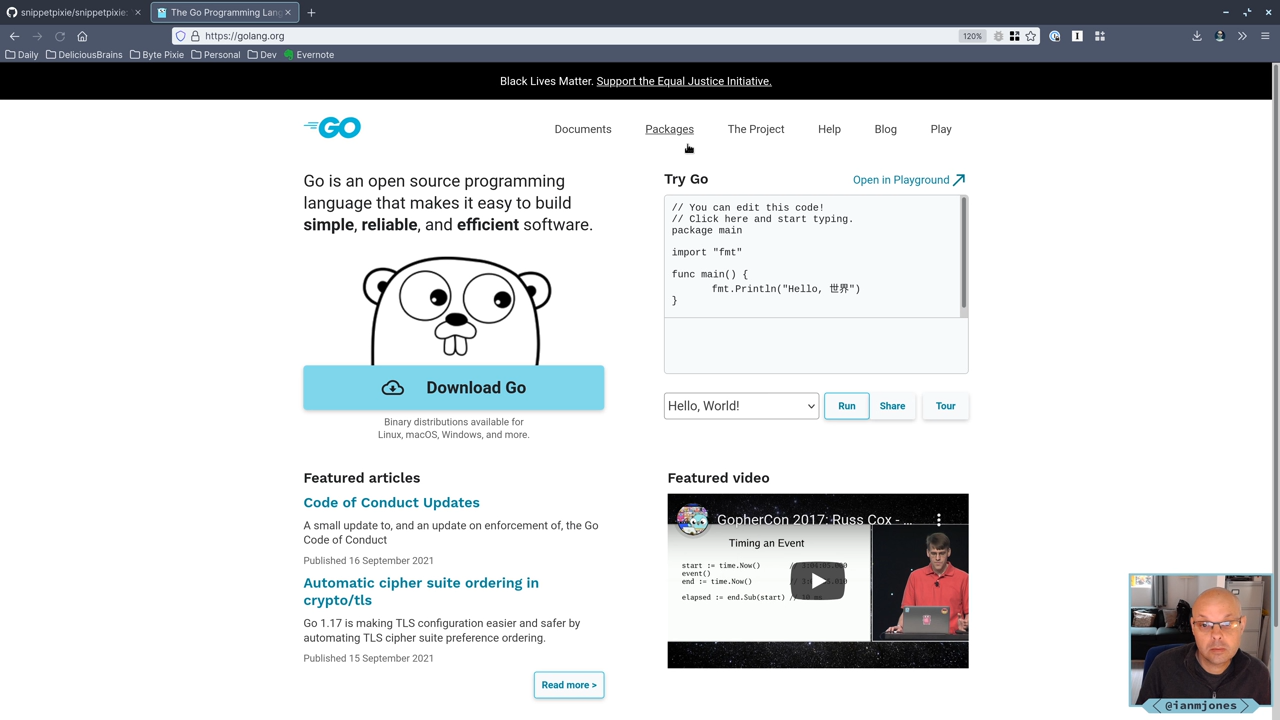 snippetpixie/snippetpixie:
The Go Programming Lang
https://golang.org
120%
Daily
DeliciousBrains
Byte Pixie
Personal
Dev
Evernote
Black Lives Matter. Support the Equal Justice Initiative.
GO
Documents
Packages
The Project
Help
Blog
Play
Go is an open source programming
language that makes it easy to build
simple, reliable, and efficient software.
Download Go
Binary distributions available for
Linux, macOS, Windows, and more.
Try Go
Open in Playground
// You can edit this code!
// Click here and start typing.
package main
import "fmt"
func main() {
fmt.Println("Hello, 世界")
}
Hello, World!
Run
Share
Tour
Featured articles
Code of Conduct Updates
A small update to, and an update on enforcement of, the Go
Code of Conduct
Published 16 September 2021
Automatic cipher suite ordering in
crypto/tls
Go 1.17 is making TLS configuration easier and safer by
automating TLS cipher suite preference ordering.
Published 15 September 2021
Read more >
Featured video
GopherCon 2017: Russ Cox - ...
Timing an Event
start := time.Now()
event()
end := time.Now()
elapsed := end.Sub(start)
@ianmjones